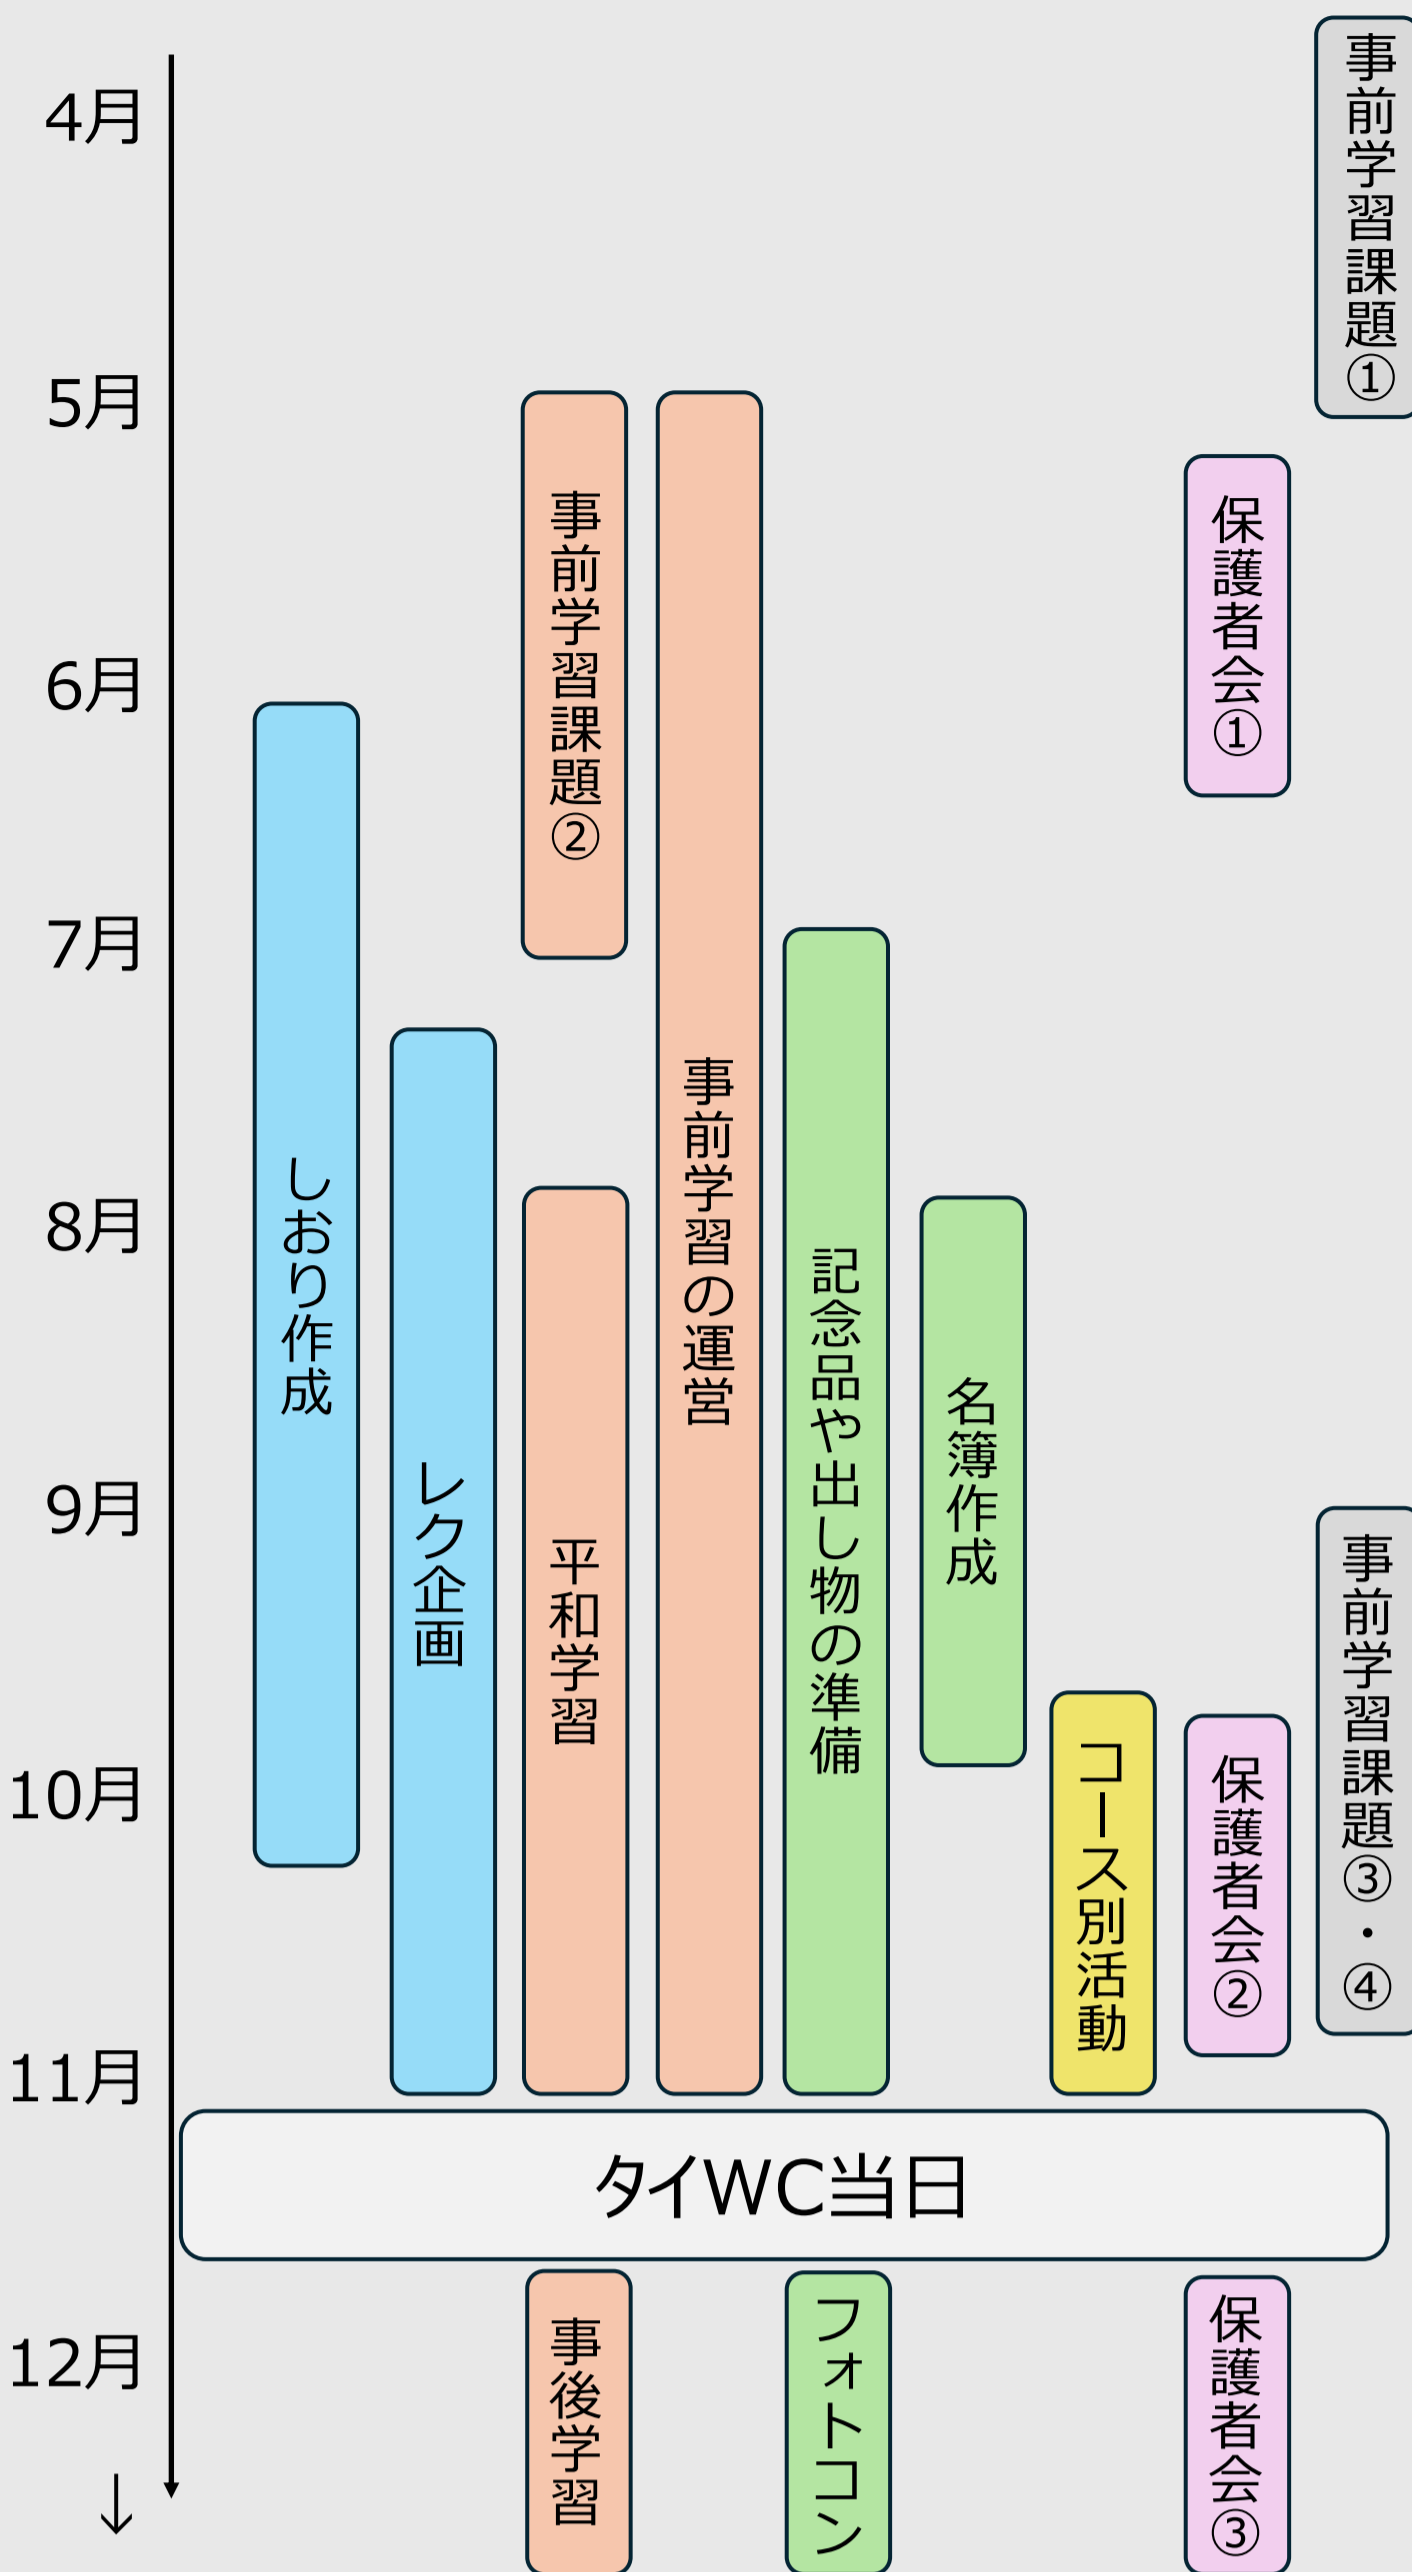 4月
5月
6月
7月
8月
9月
10月
11月
12月
↓
しおり作成
レク企画
事前学習課題②
平和学習
事前学習の運営
記念品や出し物の準備
名簿作成
コース別活動
保護者会①
保護者会②
事前学習課題①
事前学習課題③・④
タイWC当日
事後学習
フォトコン
保護者会③